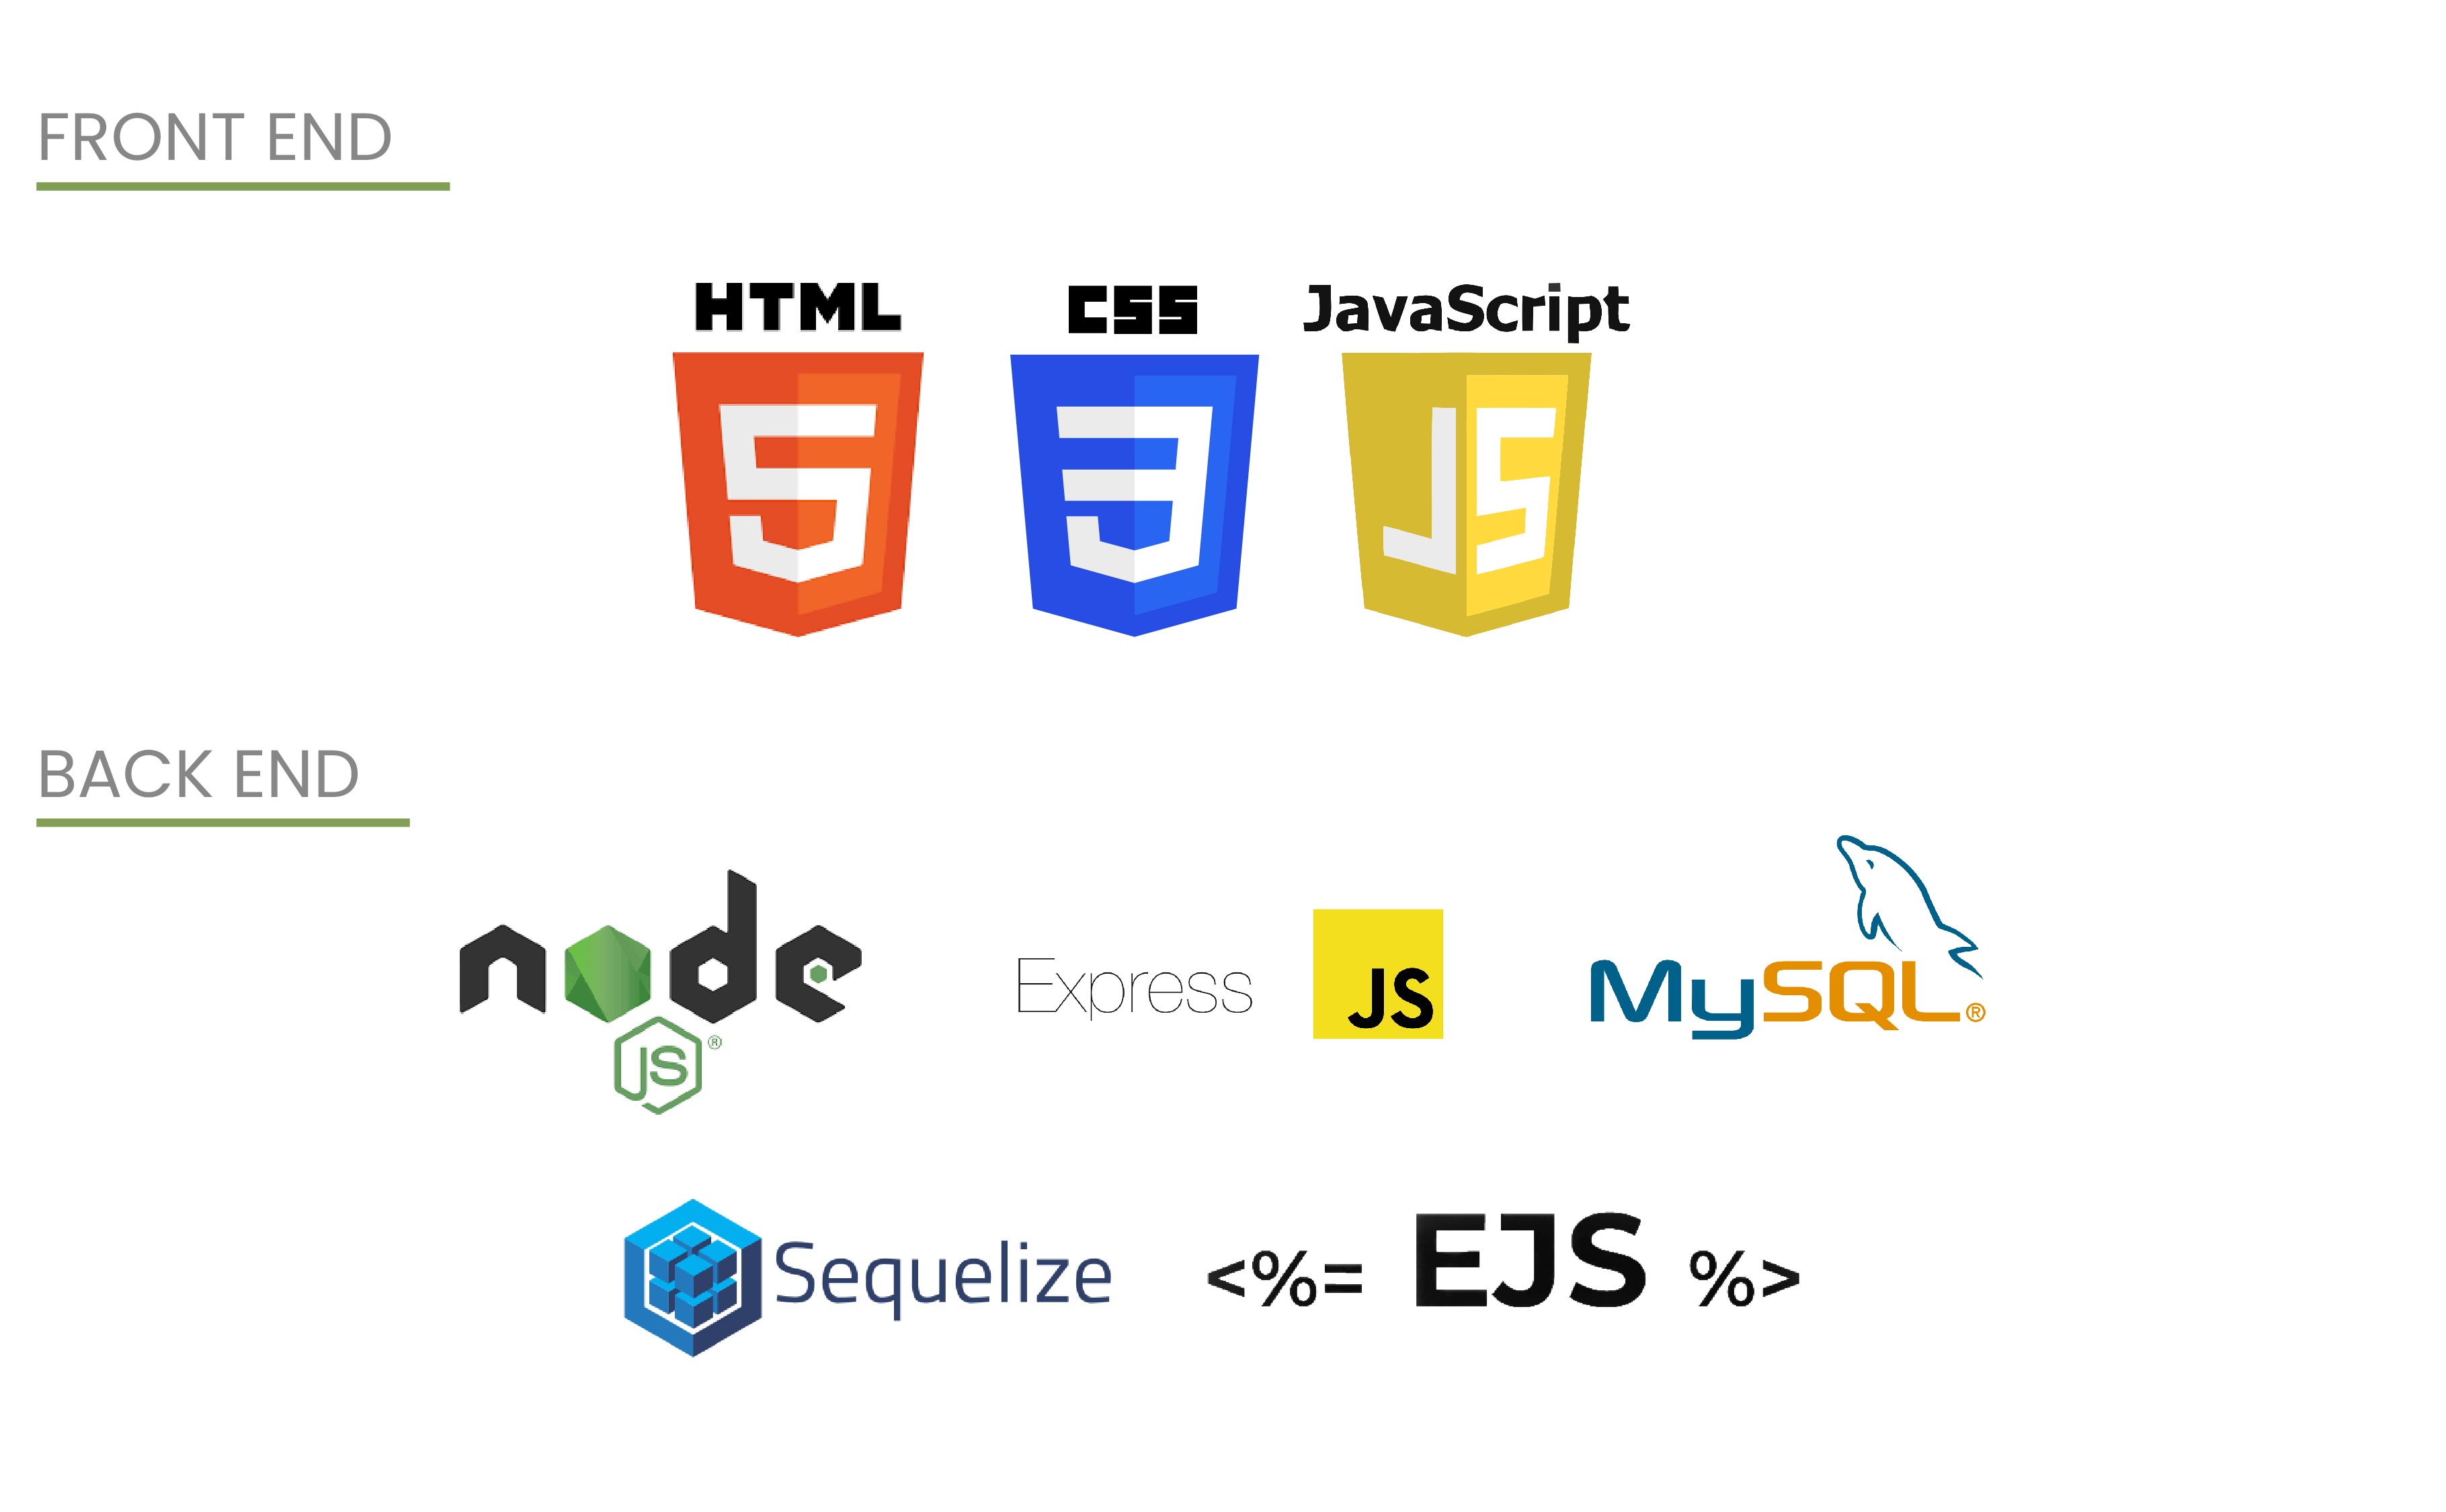 FRONT END
HTML CSS JavaScript
5 3 JS
BACK END
node
JS ®
Express
JS
MySQL®
Sequelize
<%= EJS %>